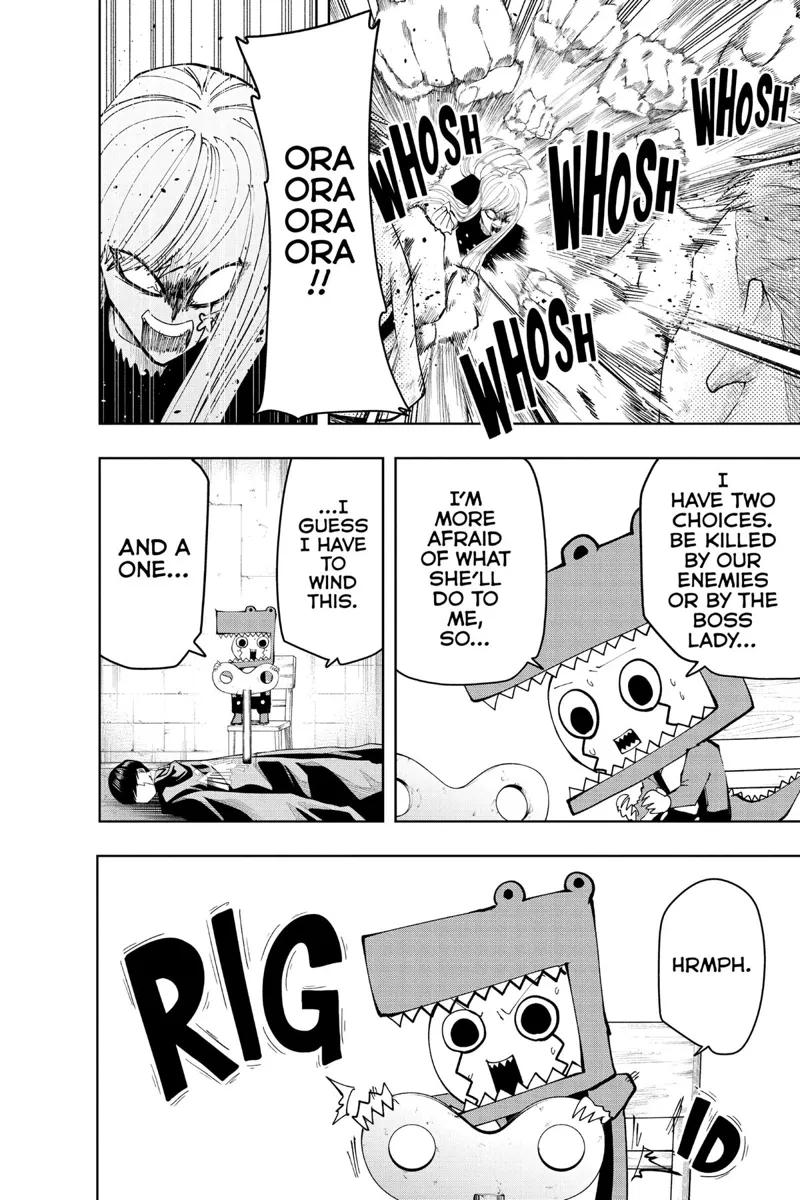 WHOSH
WHOSH
WHOSH
WHOSH
ORA
ORA
ORA
ORA
!!
I
HAVE TWO
CHOICES.
BE KILLED
BY OUR
ENEMIES
OR BY THE
BOSS
LADY...
I'M
MORE
AFRAID
OF WHAT
SHE'LL
DO TO
ME,
SO...
...I
GUESS
I HAVE
TO
WIND
THIS.
AND A
ONE...
HRMPH.
RIG
ID